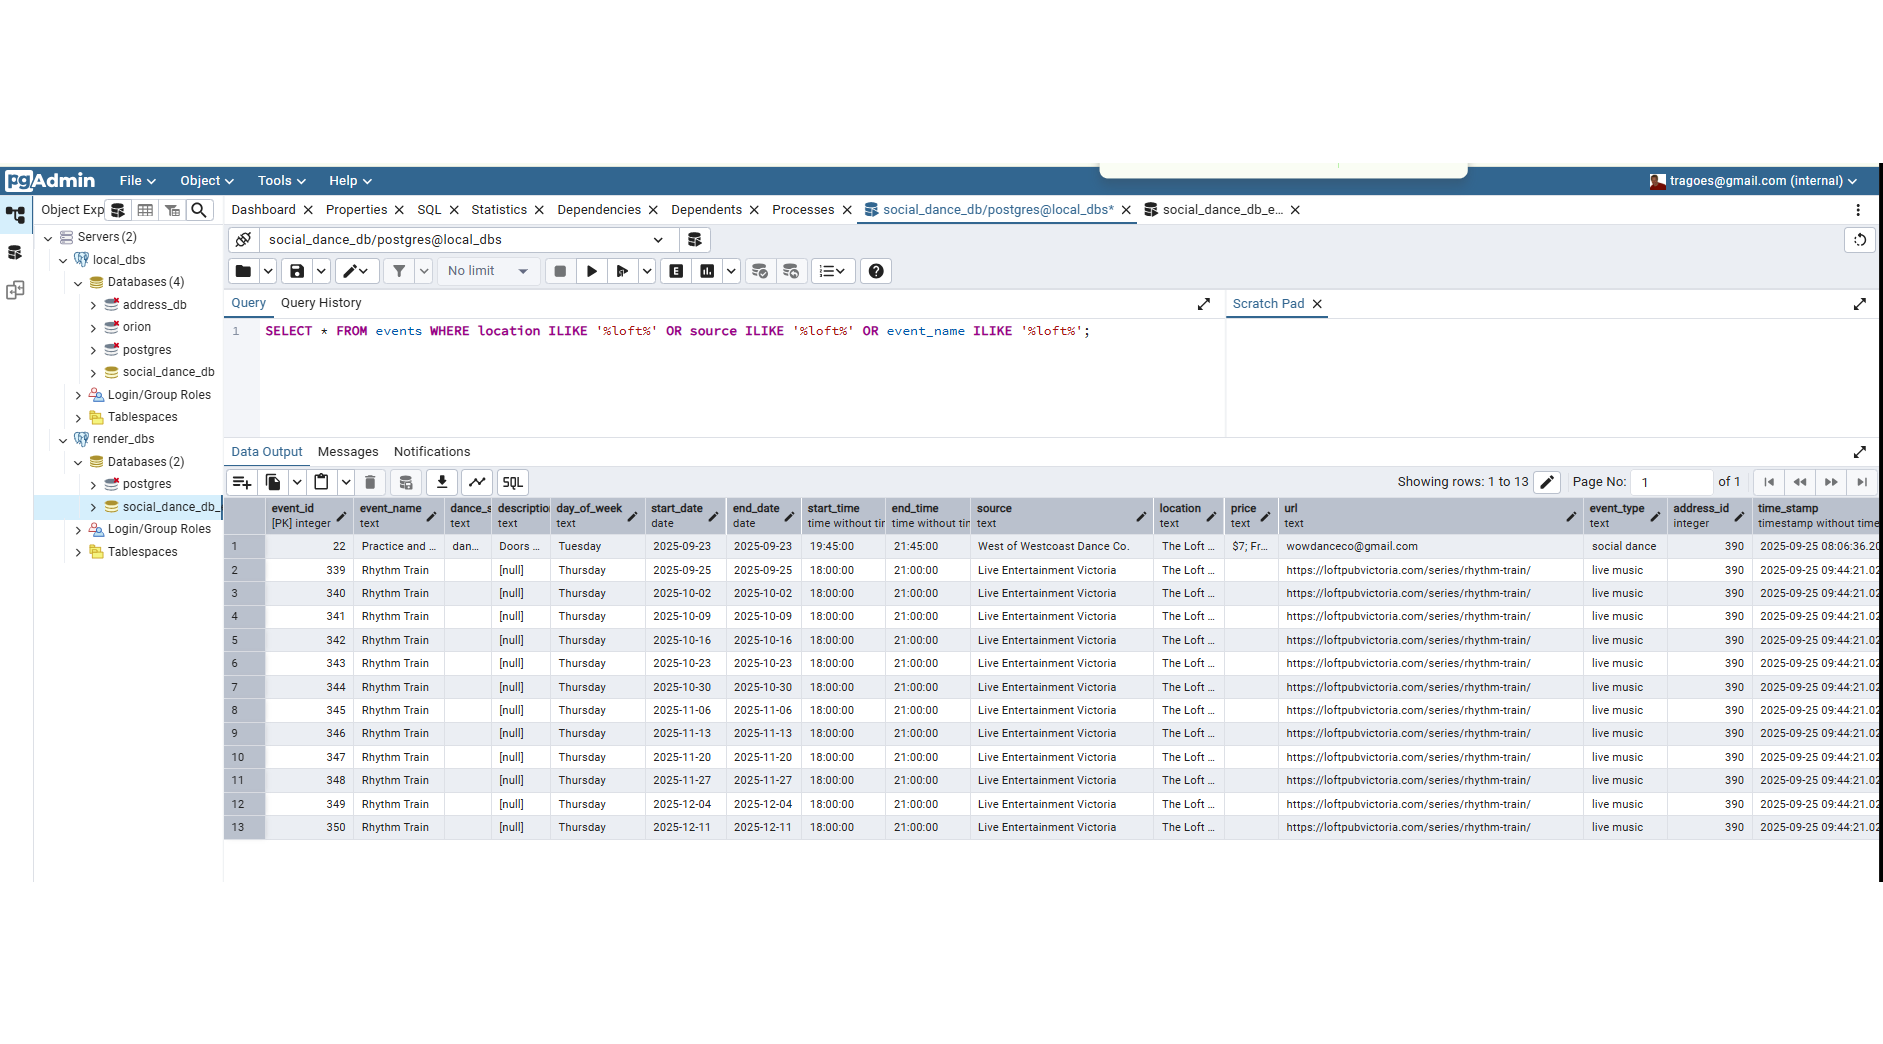 pgAdmin File Object Tools Help tragoes@gmail.com (internal)
Object Exp Dashboard Properties SQL Statistics Dependencies Dependents Processes social_dance_db/postgres@local_dbs* social_dance_db_e...
Servers (2)
local_dbs
Databases (4)
address_db
orion
postgres
social_dance_db
Login/Group Roles
Tablespaces
render_dbs
Databases (2)
postgres
social_dance_db_
Login/Group Roles
Tablespaces
social_dance_db/postgres@local_dbs
No limit E
Query Query History Scratch Pad
1 SELECT * FROM events WHERE location ILIKE '%loft%' OR source ILIKE '%loft%' OR event_name ILIKE '%loft%';
Data Output Messages Notifications
SQL Showing rows: 1 to 13 Page No: 1 of 1
event_id event_name dance_s descriptio day_of_week start_date end_date start_time end_time source location price url event_type address_id time_stamp
[PK] integer text text text text date date time without tir time without tin text text text text text integer timestamp without time
1 22 Practice and ... dan... Doors ... Tuesday 2025-09-23 2025-09-23 19:45:00 21:45:00 West of Westcoast Dance Co. The Loft ... $7; Fr... wowdanceco@gmail.com social dance 390 2025-09-25 08:06:36.20
2 339 Rhythm Train [null] Thursday 2025-09-25 2025-09-25 18:00:00 21:00:00 Live Entertainment Victoria The Loft ... https://loftpubvictoria.com/series/rhythm-train/ live music 390 2025-09-25 09:44:21.02
3 340 Rhythm Train [null] Thursday 2025-10-02 2025-10-02 18:00:00 21:00:00 Live Entertainment Victoria The Loft ... https://loftpubvictoria.com/series/rhythm-train/ live music 390 2025-09-25 09:44:21.02
4 341 Rhythm Train [null] Thursday 2025-10-09 2025-10-09 18:00:00 21:00:00 Live Entertainment Victoria The Loft ... https://loftpubvictoria.com/series/rhythm-train/ live music 390 2025-09-25 09:44:21.02
5 342 Rhythm Train [null] Thursday 2025-10-16 2025-10-16 18:00:00 21:00:00 Live Entertainment Victoria The Loft ... https://loftpubvictoria.com/series/rhythm-train/ live music 390 2025-09-25 09:44:21.02
6 343 Rhythm Train [null] Thursday 2025-10-23 2025-10-23 18:00:00 21:00:00 Live Entertainment Victoria The Loft ... https://loftpubvictoria.com/series/rhythm-train/ live music 390 2025-09-25 09:44:21.02
7 344 Rhythm Train [null] Thursday 2025-10-30 2025-10-30 18:00:00 21:00:00 Live Entertainment Victoria The Loft ... https://loftpubvictoria.com/series/rhythm-train/ live music 390 2025-09-25 09:44:21.02
8 345 Rhythm Train [null] Thursday 2025-11-06 2025-11-06 18:00:00 21:00:00 Live Entertainment Victoria The Loft ... https://loftpubvictoria.com/series/rhythm-train/ live music 390 2025-09-25 09:44:21.02
9 346 Rhythm Train [null] Thursday 2025-11-13 2025-11-13 18:00:00 21:00:00 Live Entertainment Victoria The Loft ... https://loftpubvictoria.com/series/rhythm-train/ live music 390 2025-09-25 09:44:21.02
10 347 Rhythm Train [null] Thursday 2025-11-20 2025-11-20 18:00:00 21:00:00 Live Entertainment Victoria The Loft ... https://loftpubvictoria.com/series/rhythm-train/ live music 390 2025-09-25 09:44:21.02
11 348 Rhythm Train [null] Thursday 2025-11-27 2025-11-27 18:00:00 21:00:00 Live Entertainment Victoria The Loft ... https://loftpubvictoria.com/series/rhythm-train/ live music 390 2025-09-25 09:44:21.02
12 349 Rhythm Train [null] Thursday 2025-12-04 2025-12-04 18:00:00 21:00:00 Live Entertainment Victoria The Loft ... https://loftpubvictoria.com/series/rhythm-train/ live music 390 2025-09-25 09:44:21.02
13 350 Rhythm Train [null] Thursday 2025-12-11 2025-12-11 18:00:00 21:00:00 Live Entertainment Victoria The Loft ... https://loftpubvictoria.com/series/rhythm-train/ live music 390 2025-09-25 09:44:21.02